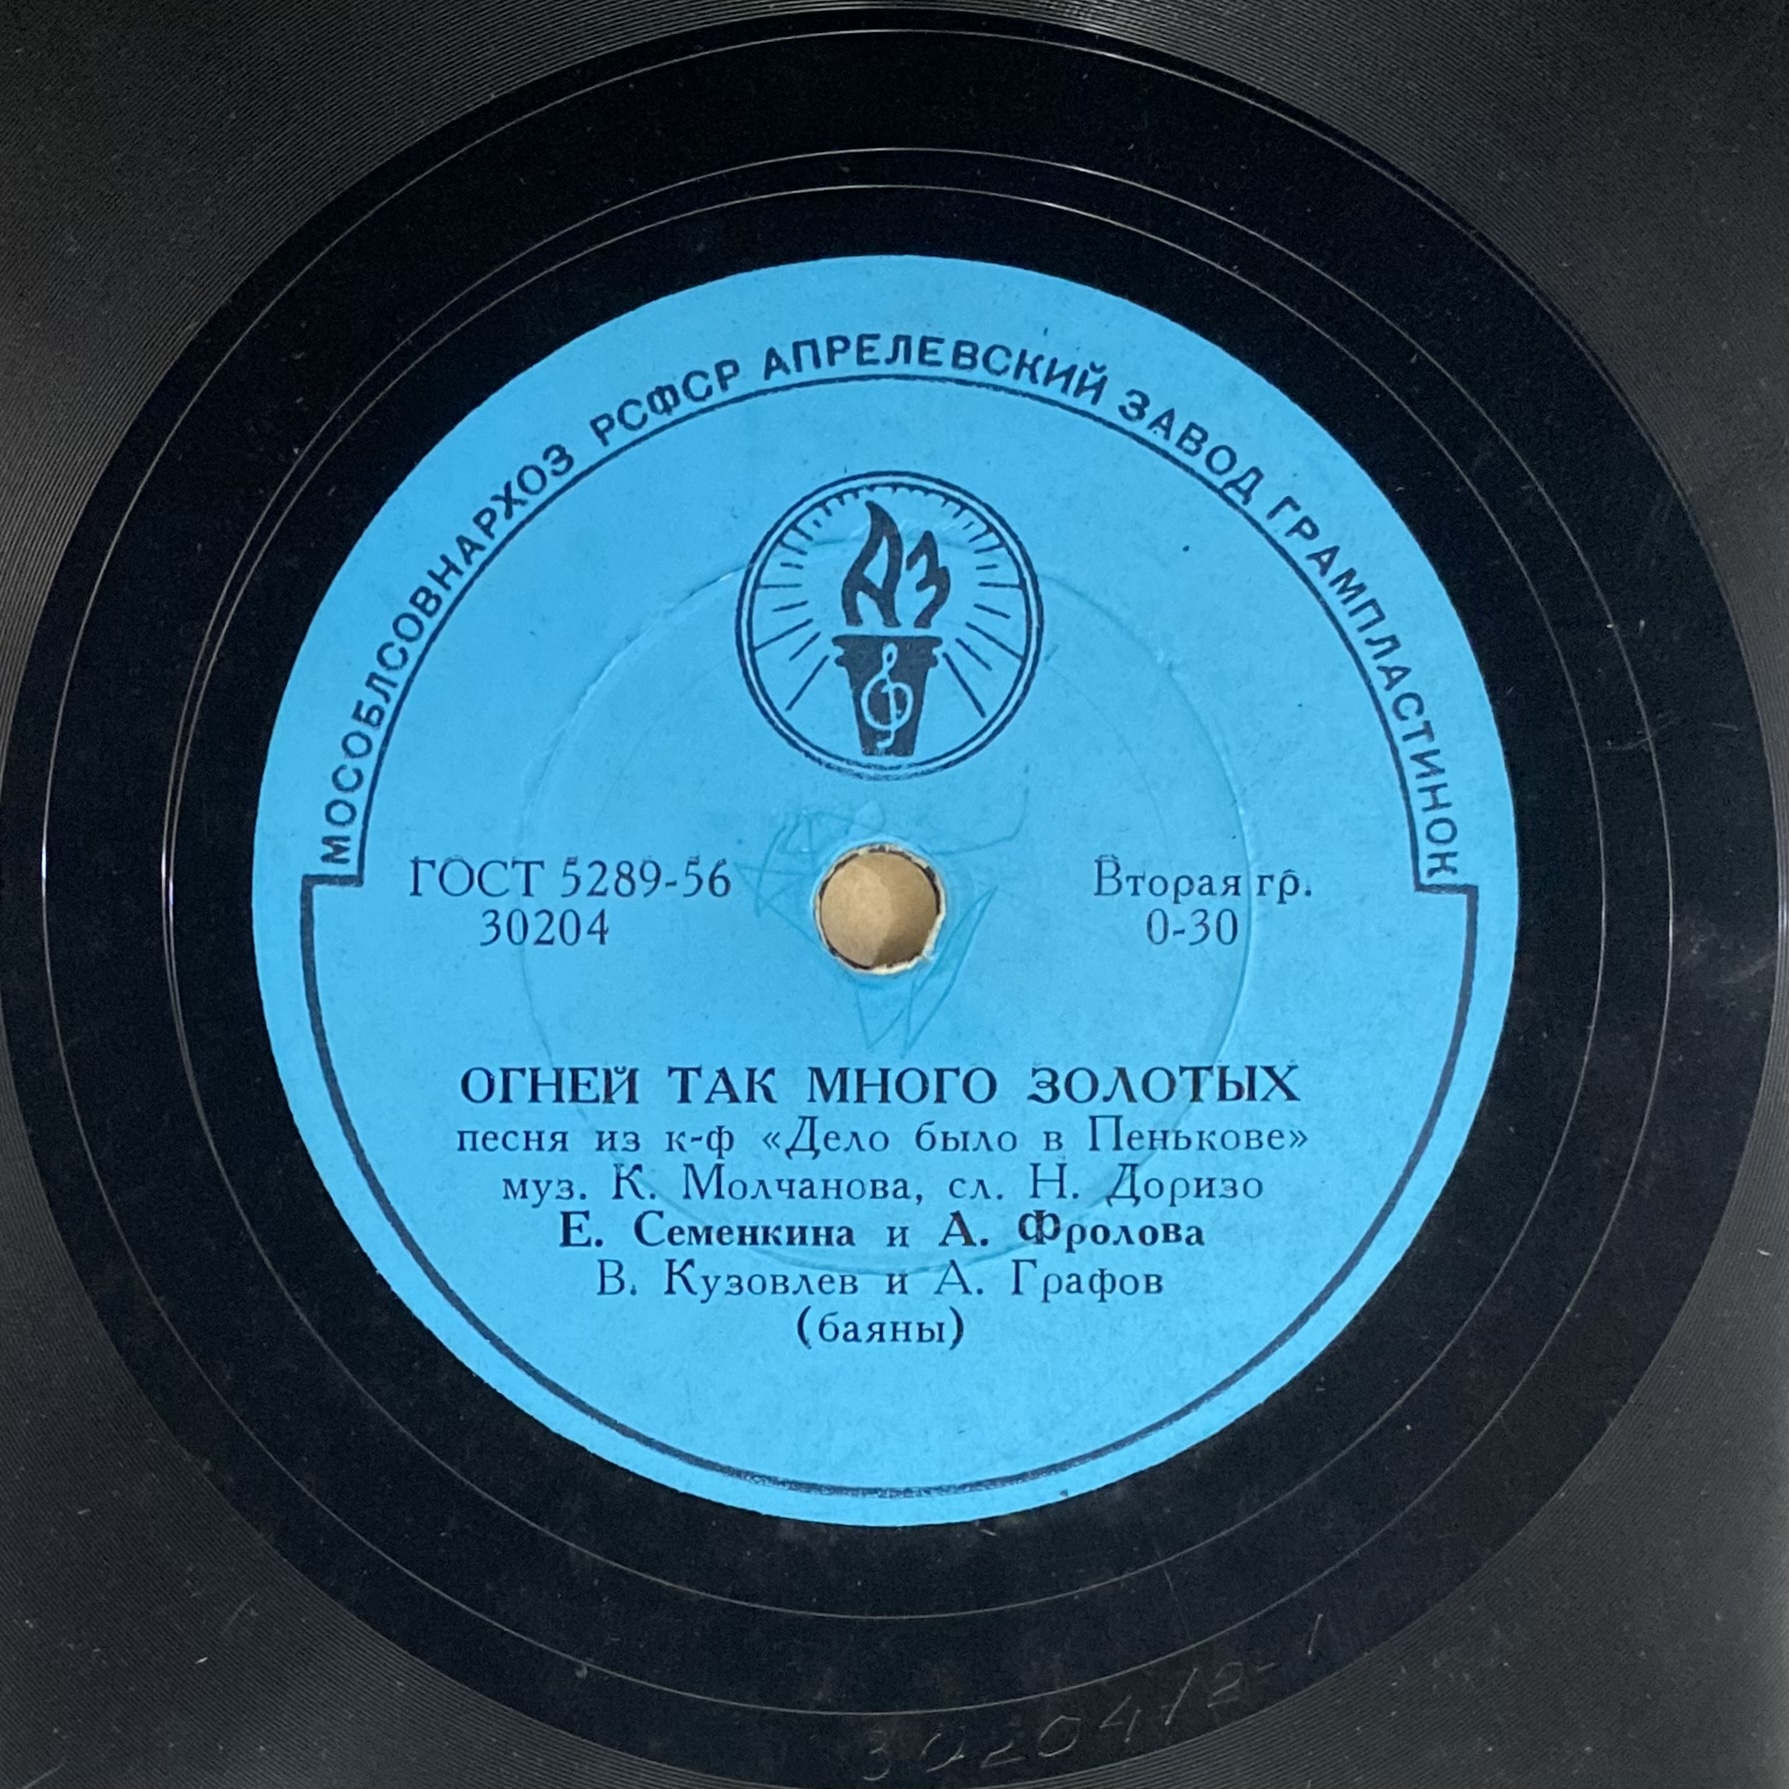 МОСОБЛСОВНАРХОЗ РСФСР АПРЕЛЕВСКИЙ ЗАВОД ГРАМПЛАСТИНОК
АЗ
ГОСТ 5289-56
30204
Вторая гр.
0-30
ОГНЕЙ ТАК МНОГО ЗОЛОТЫХ
песня из к-ф «Дело было в Пенькове»
муз. К. Молчанова, сл. Н. Доризо
Е. Семенкина и А. Фролова
В. Кузовлев и А. Графов
(баяны)
30204/2-1